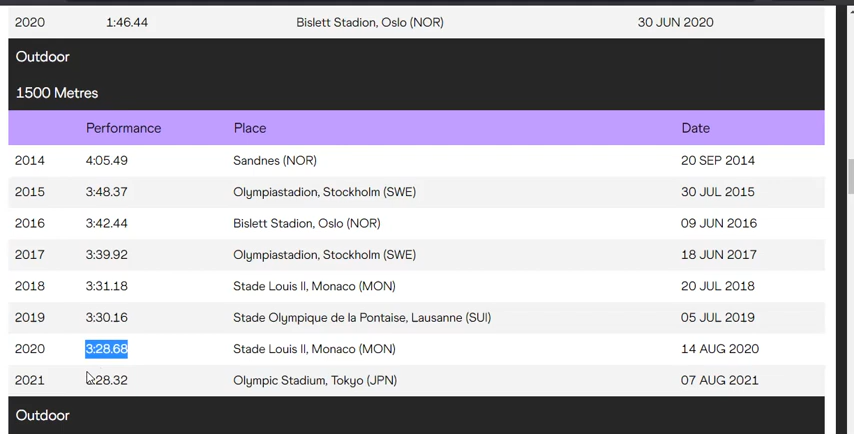 2020 1:46.44 Bislett Stadion, Oslo (NOR) 30 JUN 2020
Outdoor
1500 Metres
Performance Place Date
2014 4:05.49 Sandnes (NOR) 20 SEP 2014
2015 3:48.37 Olympiastadion, Stockholm (SWE) 30 JUL 2015
2016 3:42.44 Bislett Stadion, Oslo (NOR) 09 JUN 2016
2017 3:39.92 Olympiastadion, Stockholm (SWE) 18 JUN 2017
2018 3:31.18 Stade Louis II, Monaco (MON) 20 JUL 2018
2019 3:30.16 Stade Olympique de la Pontaise, Lausanne (SUI) 05 JUL 2019
2020 3:28.68 Stade Louis II, Monaco (MON) 14 AUG 2020
2021 3:28.32 Olympic Stadium, Tokyo (JPN) 07 AUG 2021
Outdoor